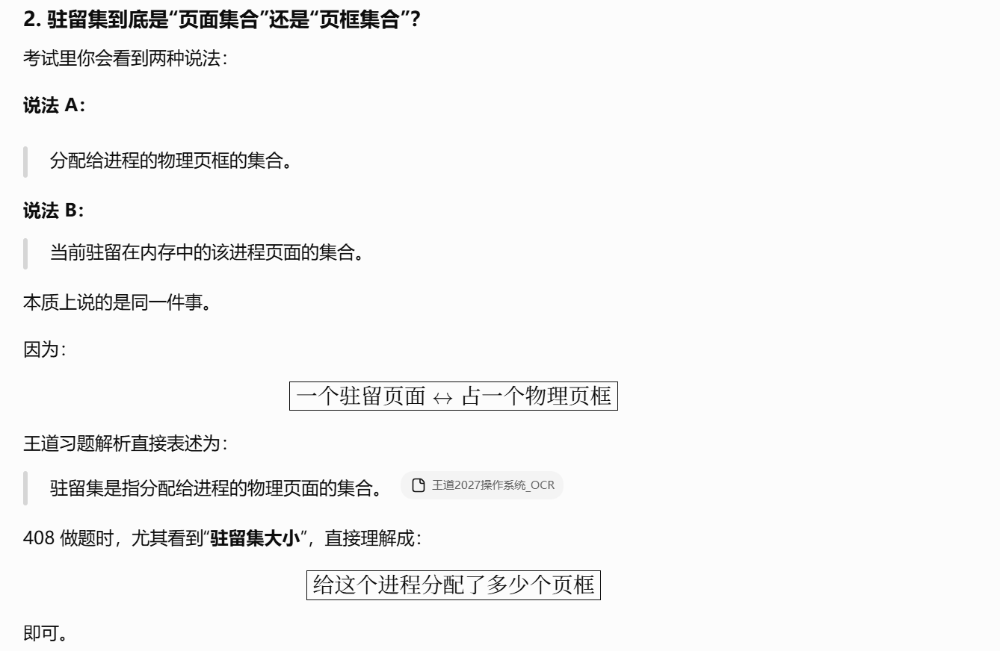 2. 驻留集到底是“页面集合”还是“页框集合”？
考试里你会看到两种说法：
说法 A：
分配给进程的物理页框的集合。
说法 B：
当前驻留在内存中的该进程页面的集合。
本质上说的是同一件事。
因为：
一个驻留页面 ↔ 占一个物理页框
王道习题解析直接表述为：
驻留集是指分配给进程的物理页面的集合。 王道2027操作系统_OCR
408 做题时，尤其看到“驻留集大小”，直接理解成：
给这个进程分配了多少个页框
即可。